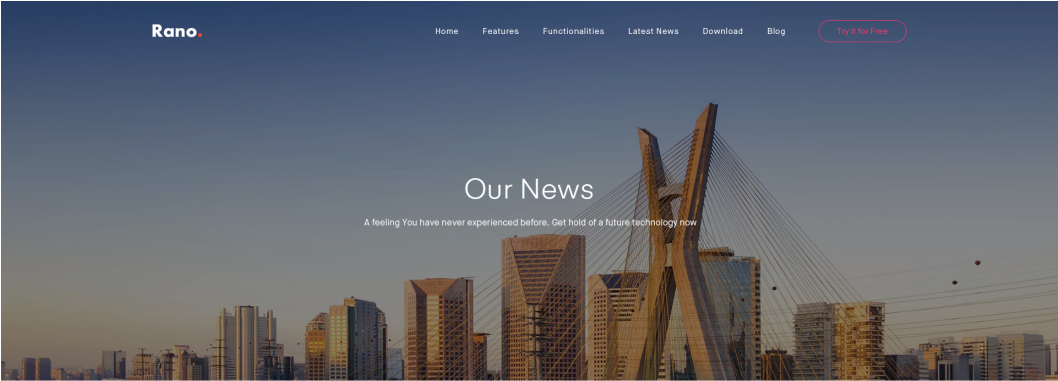 Rano.
Home Features Functionalities Latest News Download Blog Try it for Free
Our News
A feeling You have never experienced before. Get hold of a future technology now